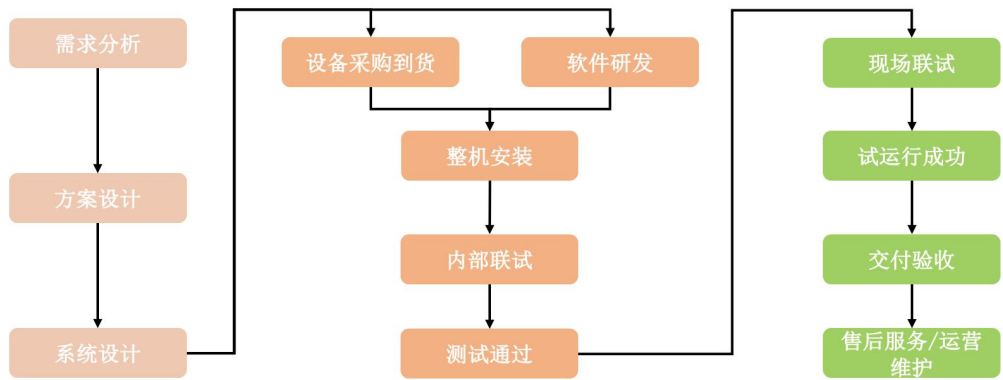 需求分析
方案设计
系统设计
设备采购到货
软件研发
整机安装
内部联试
测试通过
现场联试
试运行成功
交付验收
售后服务/运营
维护